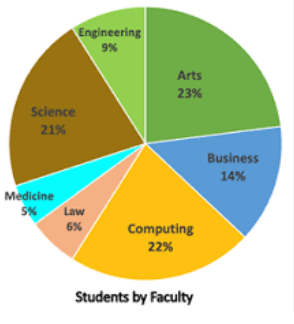 Engineering
9%
Arts
23%
Science
21%
Business
14%
Medicine
5%
Law
6%
Computing
22%
Students by Faculty